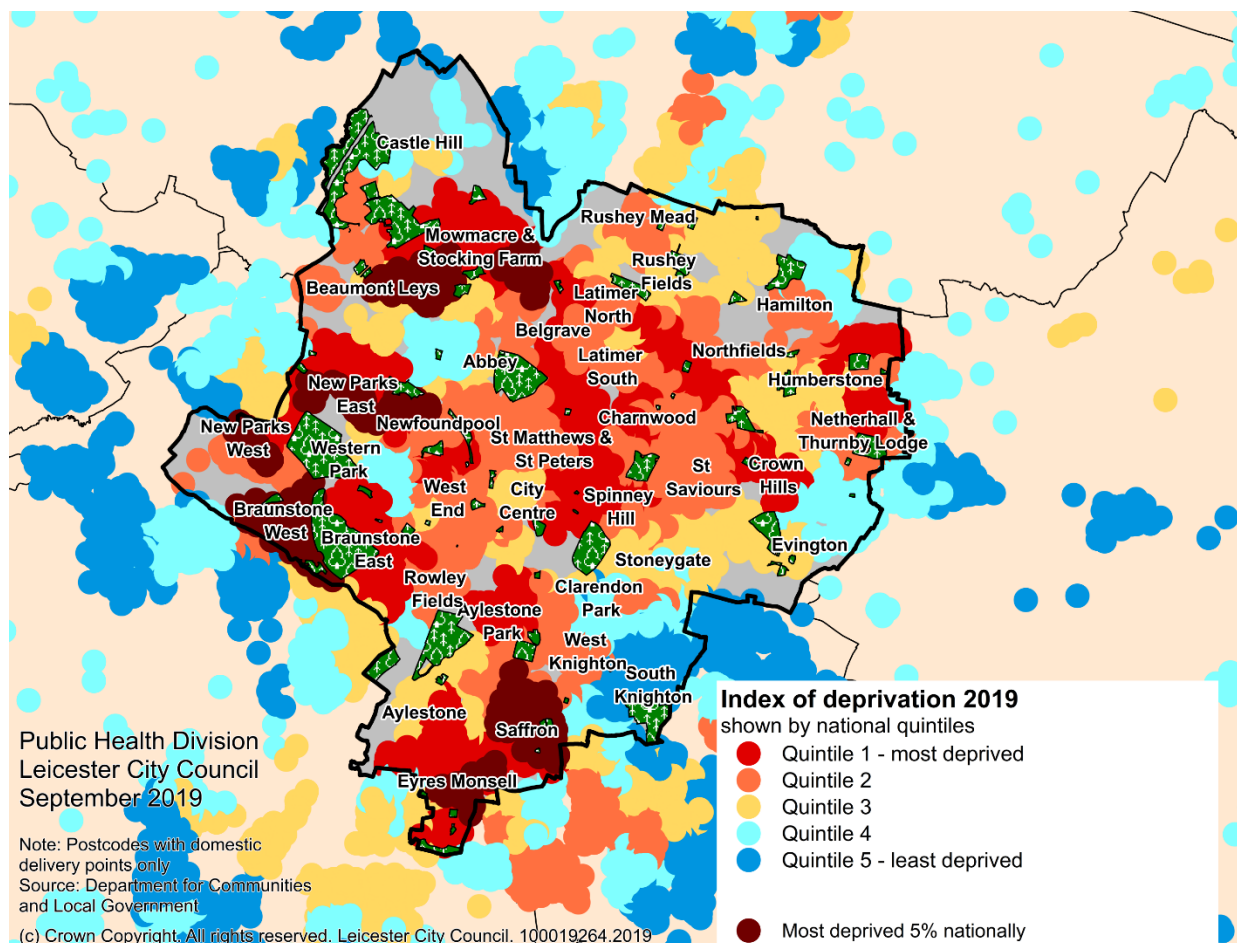 Castle Hill
Rushey Mead
Mowmacre &
Stocking Farm
Rushey
Fields
Beaumont Leys
Latimer
North
Hamilton
Belgrave
Abbey
Latimer
South
Northfields
New Parks
East
Humberstone
Newfoundpool
Charnwood
Netherhall &
Thurnby Lodge
New Parks
West
Western
Park
St Matthews &
St Peters
St
Saviours
Crown
Hills
West
End
City
Centre
Spinney
Hill
Braunstone
West
Braunstone
East
Evington
Stoneygate
Rowley
Fields
Clarendon
Park
Aylestone
Park
West
Knighton
South
Knighton
Aylestone
Saffron
Eyres Monsell
Public Health Division
Leicester City Council
September 2019
Note: Postcodes with domestic
delivery points only
Source: Department for Communities
and Local Government
(c) Crown Copyright. All rights reserved. Leicester City Council. 100019264.2019
Index of deprivation 2019
shown by national quintiles
Quintile 1 - most deprived
Quintile 2
Quintile 3
Quintile 4
Quintile 5 - least deprived
Most deprived 5% nationally